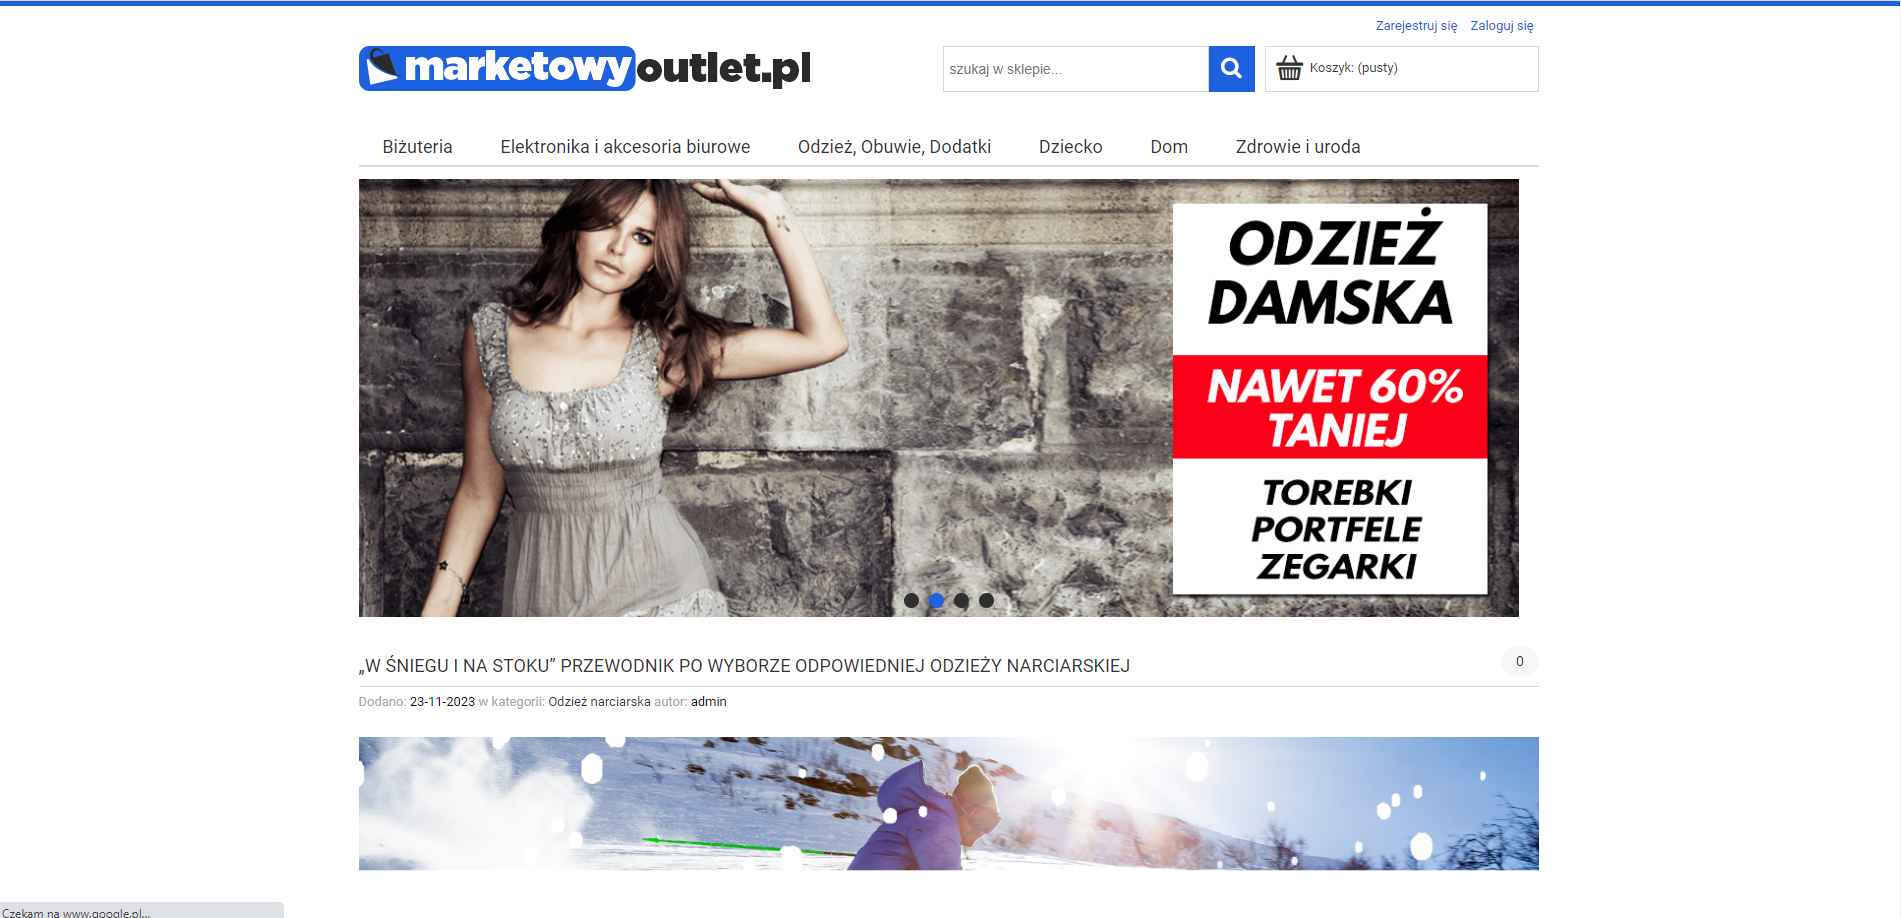 Zarejestruj się Zaloguj się
marketowyoutlet.pl
szukaj w sklepie...
Koszyk: (pusty)
Biżuteria Elektronika i akcesoria biurowe Odzież, Obuwie, Dodatki Dziecko Dom Zdrowie i uroda
ODZIEŻ
DAMSKA
NAWET 60%
TANIEJ
TOREBKI
PORTFELE
ZEGARKI
„W ŚNIEGU I NA STOKU” PRZEWODNIK PO WYBORZE ODPOWIEDNIEJ ODZIEŻY NARCIARSKIEJ
0
Dodano: 23-11-2023 w kategorii: Odzież narciarska autor: admin
Czekam na www.google.pl...